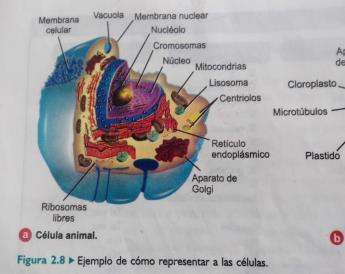 Membrana
celular
Vacuola
Membrana nuclear
Nucléolo
Cromosomas
Núcleo
Mitocondrias
Lisosoma
Centriolos
Retículo
endoplásmico
Aparato de
Golgi
Ribosomas
libres
a Célula animal.
Figura 2.8 ▸ Ejemplo de cómo representar a las células.
Cloroplasto
Microtúbulos
Plastido
b